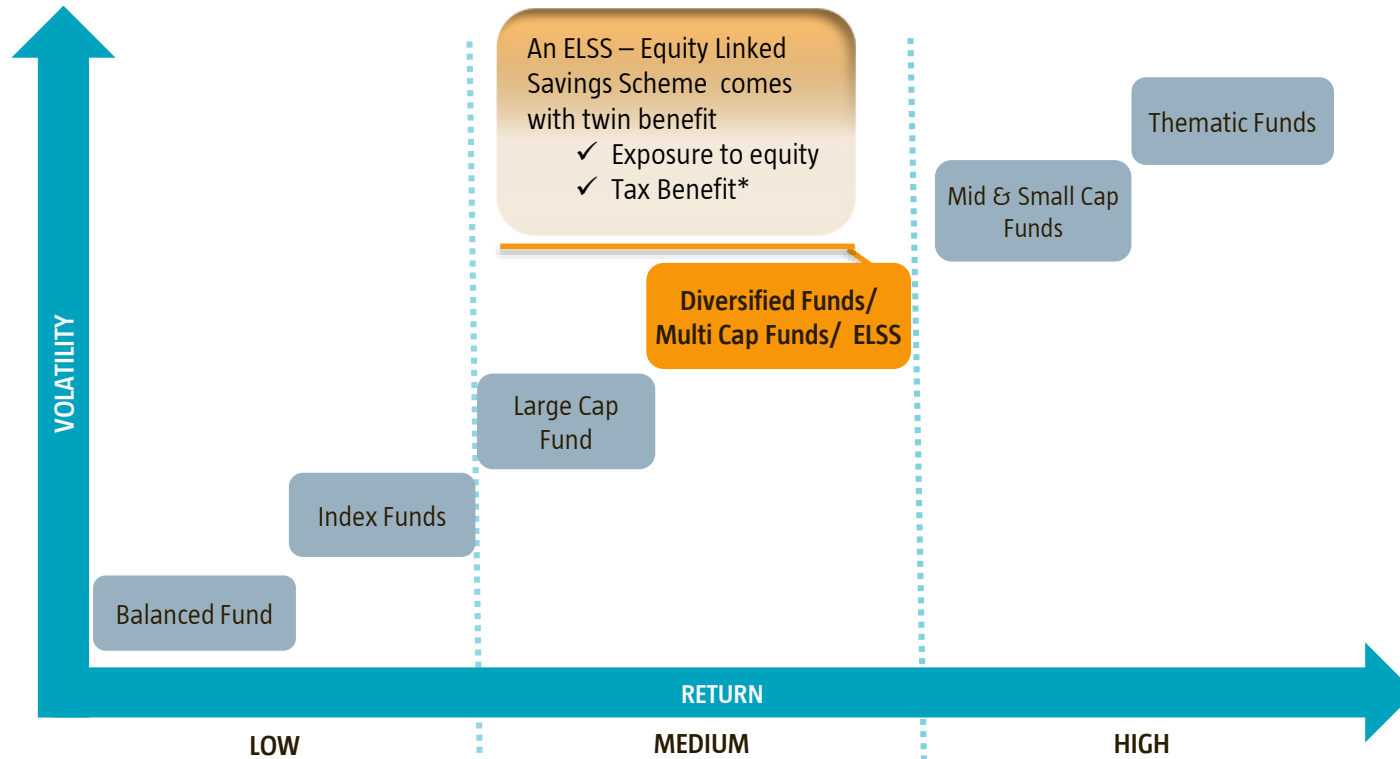 An ELSS – Equity Linked
Savings Scheme comes
with twin benefit
✓ Exposure to equity
✓ Tax Benefit*
Thematic Funds
Mid & Small Cap
Funds
Diversified Funds/
Multi Cap Funds/ ELSS
Large Cap
Fund
Index Funds
Balanced Fund
VOLATILITY
RETURN
LOW
MEDIUM
HIGH